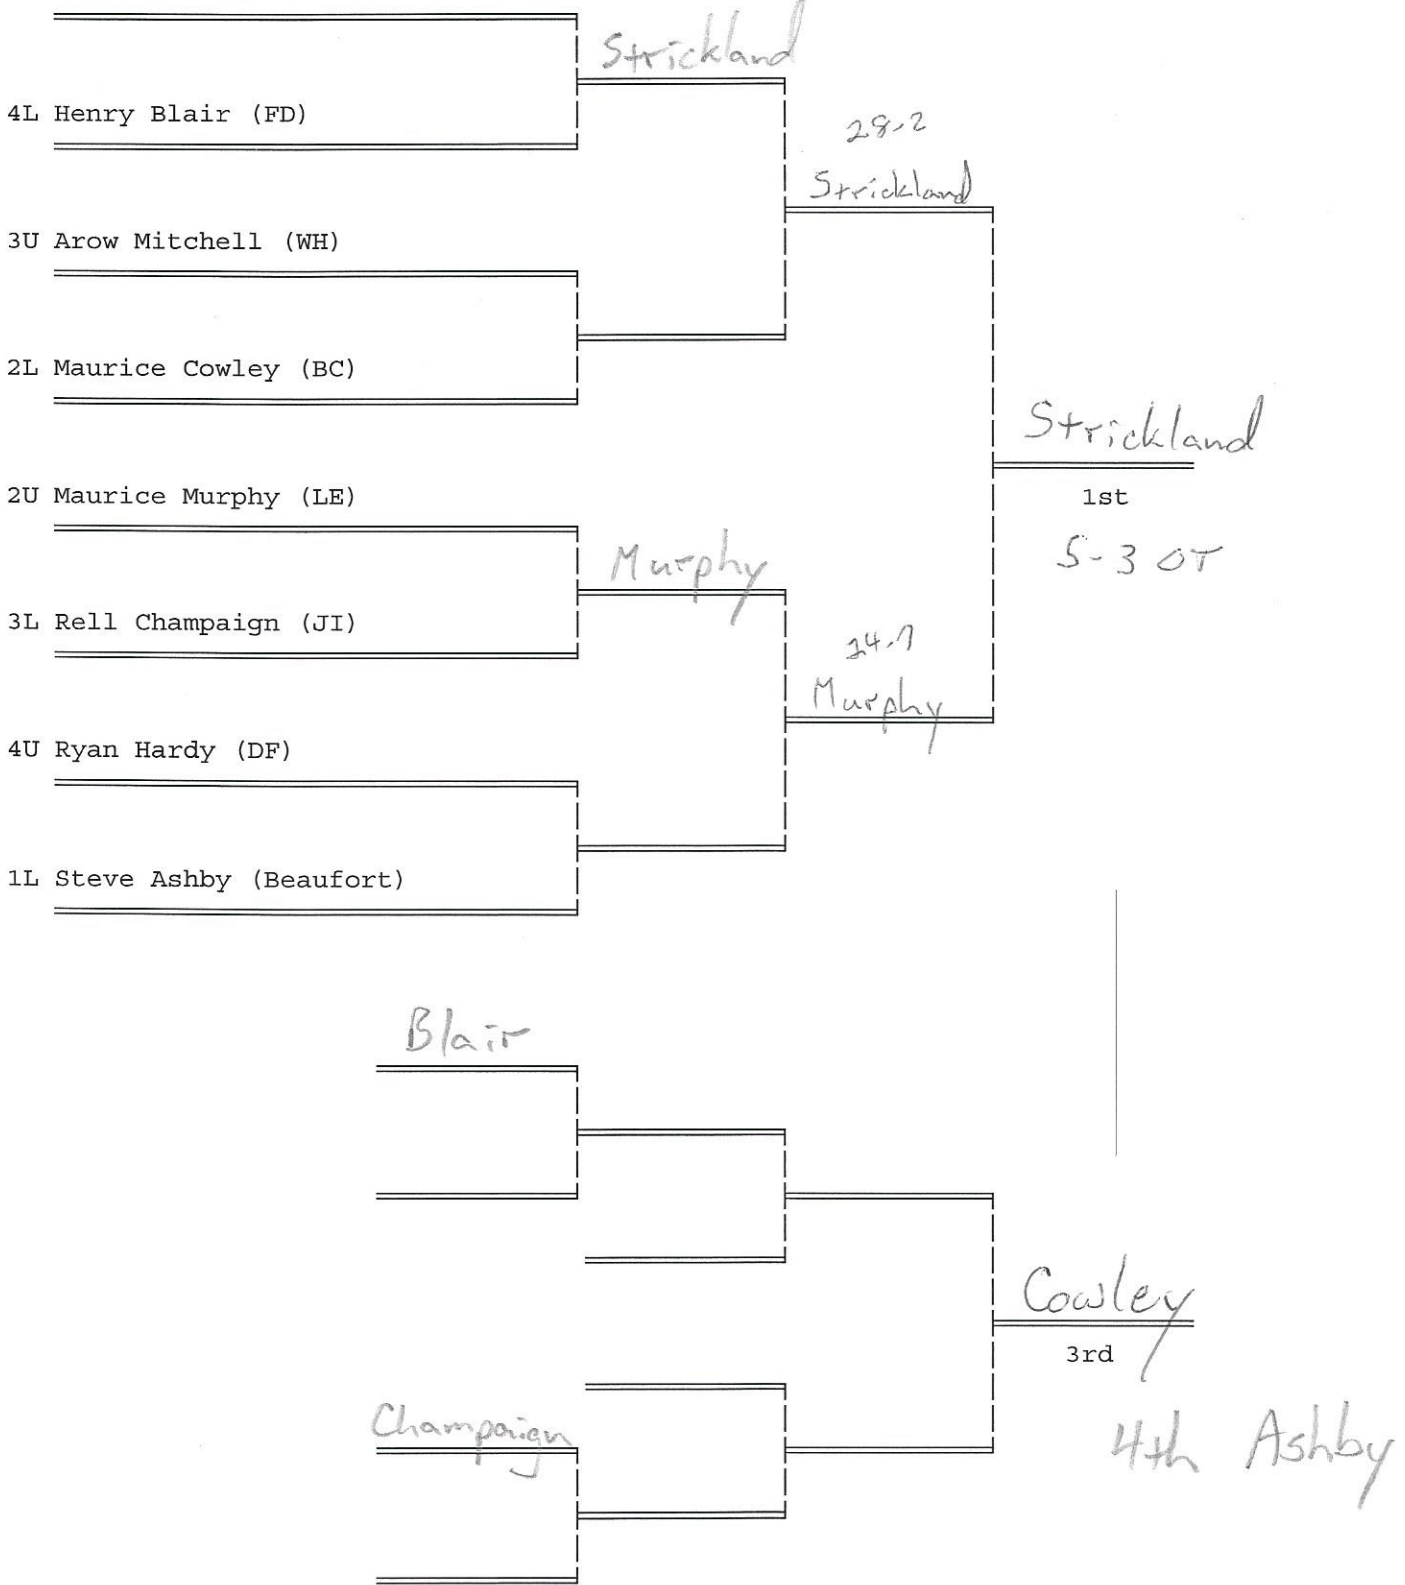 Strickland
4L Henry Blair (FD)
28-2
Strickland
3U Arow Mitchell (WH)
2L Maurice Cowley (BC)
Strickland
1st
5-3 OT
2U Maurice Murphy (LE)
Murphy
3L Rell Champaign (JI)
Murphy
4U Ryan Hardy (DF)
1L Steve Ashby (Beaufort)
Blair
Cowley
3rd
Champaign
4th Ashby